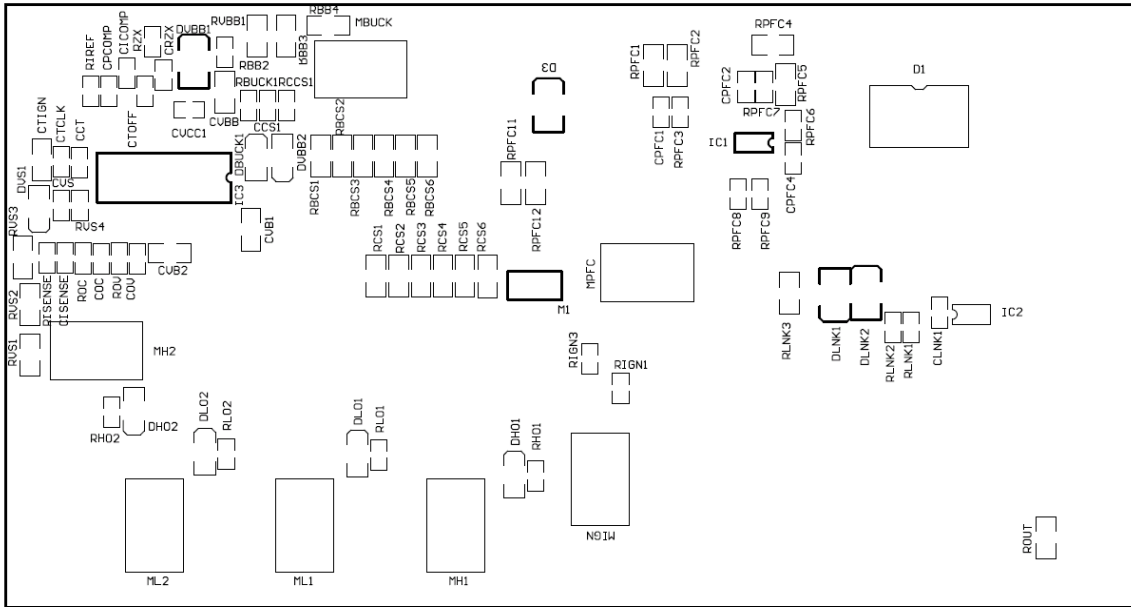 RBB4
RVBB1
MBUCK
RPFC4
DVBB1
CICOMP
CPCOMP
RIREF
RZX
CRZX
RBB3
RBB2
RPFC1
RPFC2
D3
D1
CPFC2
RPFC5
RBUCK1
RCCS1
RPFC7
CTIGN
CTCLK
CCT
CTOFF
CVCC1
CVBB
CCS1
RBCS2
RPFC11
CPFC1
RPFC3
IC1
RPFC6
DVS1
CVS
DBUCK1
DVBB2
IC3
RBCS1
RBCS3
RBCS4
RBCS5
RBCS6
CPFC4
RVS3
RVS4
CVB1
RPFC12
RPFC8
RPFC9
RCS1
RCS2
RCS3
RCS4
RCS5
RCS6
CVB2
MPFC
RVS2
RISENSE
CISENSE
ROC
COC
ROV
COV
M1
IC2
RVS1
MH2
RIGN3
RIGN1
RLNK3
DLNK1
DLNK2
RLNK2
RLNK1
CLNK1
DLO2
RLO2
DLO1
RLO1
RHO2
DHO2
DHO1
RHO1
MIGN
ROUT
ML2
ML1
MH1